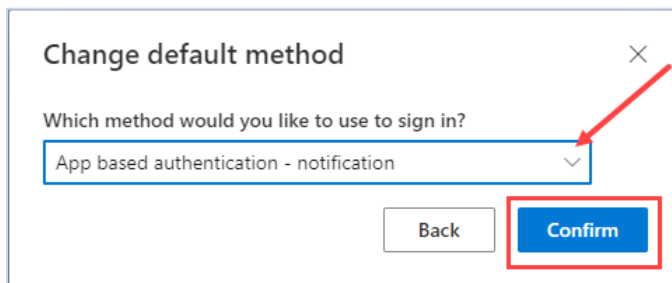 Change default method
Which method would you like to use to sign in?
App based authentication - notification
Back
Confirm